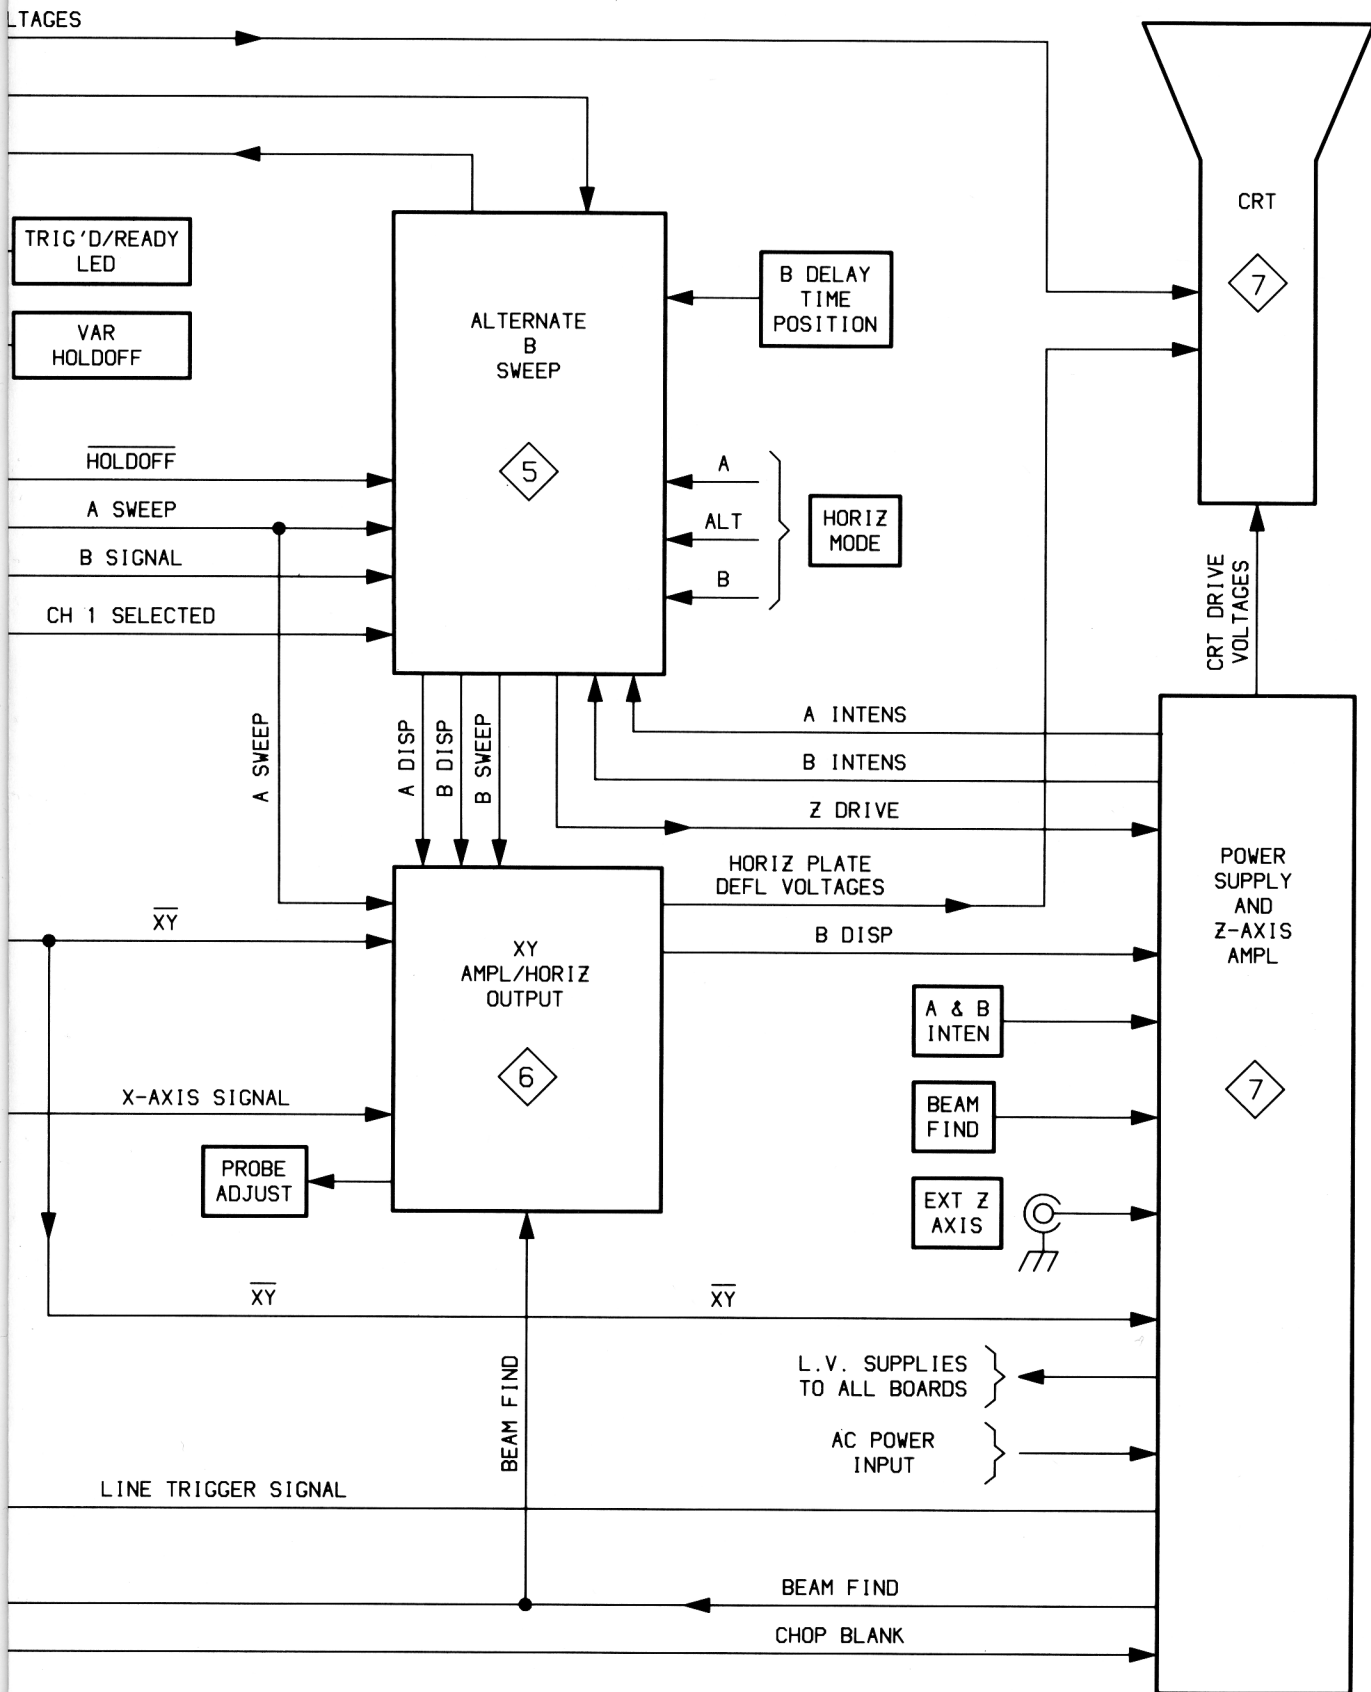 LTAGES
CRT
7
TRIG'D/READY
LED
VAR
HOLDOFF
ALTERNATE
B
SWEEP
5
B DELAY
TIME
POSITION
HOLDOFF
A SWEEP
B SIGNAL
CH 1 SELECTED
A
ALT
B
HORIZ
MODE
CRT DRIVE
VOLTAGES
A SWEEP
A DISP
B DISP
B SWEEP
A INTENS
B INTENS
Z DRIVE
HORIZ PLATE
DEFL VOLTAGES
B DISP
POWER
SUPPLY
AND
Z-AXIS
AMPL
7
XY
XY
AMPL/HORIZ
OUTPUT
6
X-AXIS SIGNAL
PROBE
ADJUST
A & B
INTEN
BEAM
FIND
EXT Z
AXIS
XY
XY
BEAM FIND
L.V. SUPPLIES
TO ALL BOARDS
AC POWER
INPUT
LINE TRIGGER SIGNAL
BEAM FIND
CHOP BLANK